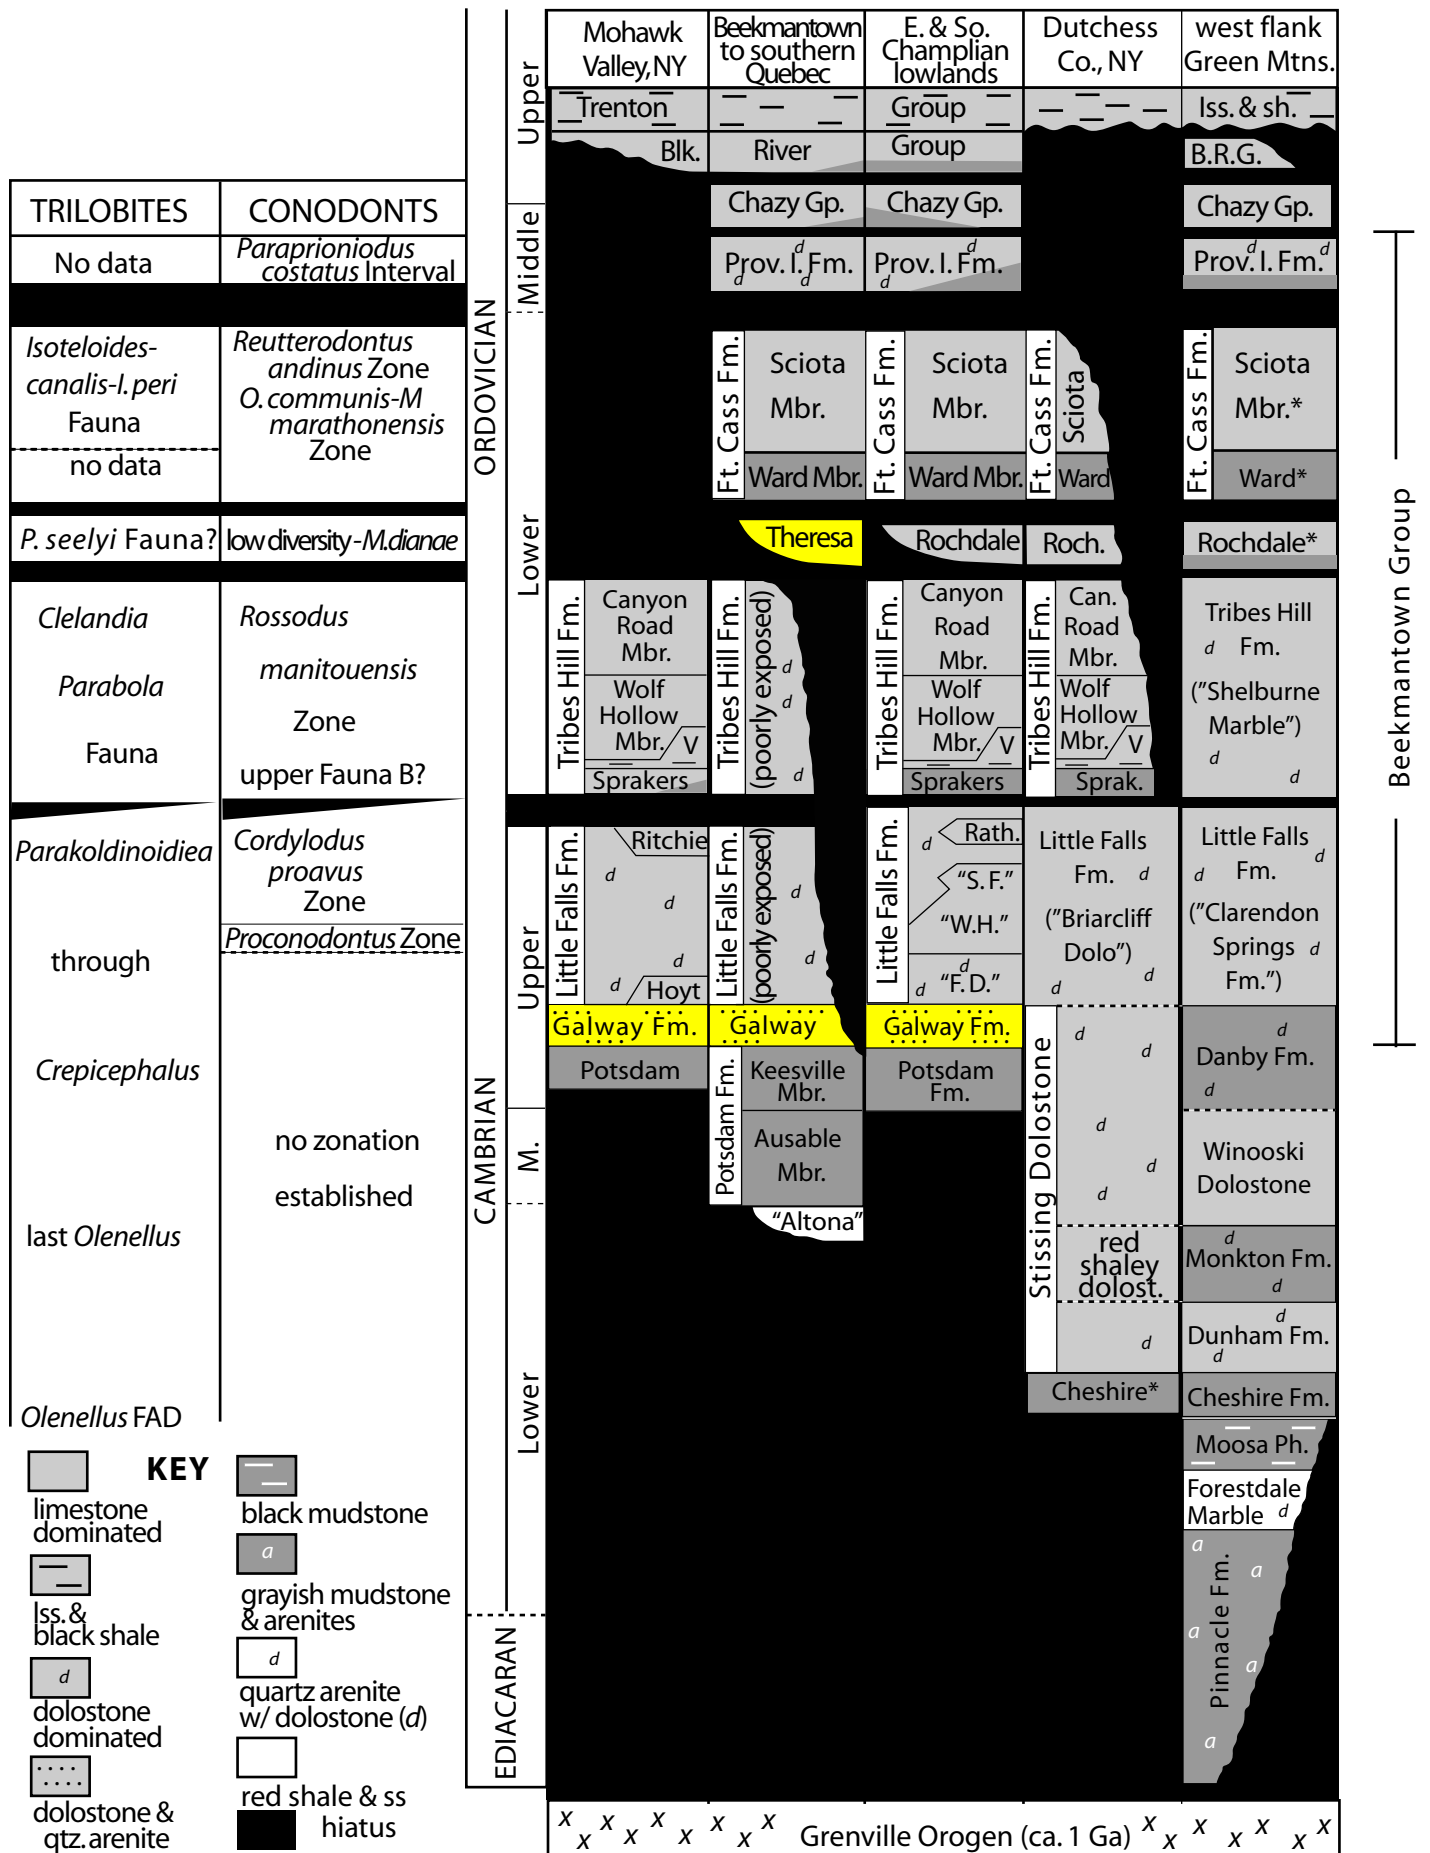 Mohawk
Valley, NY
Beekmantown
to southern
Quebec
E. & So.
Champlian
lowlands
Dutchess
Co., NY
west flank
Green Mtns.
TRILOBITES
CONODONTS
No data
Paraprioniodus
costatus Interval
Isoteloides-
canalis-I. peri
Fauna
no data
Reutterodontus
andinus Zone
O. communis-M
marathonensis
Zone
P. seelyi Fauna?
low diversity - M.dianae
Clelandia
Parabola
Fauna
Rossodus
manitouensis
Zone
upper Fauna B?
Parakoldinoidiea
through
Crepicephalus
last Olenellus
Olenellus FAD
Cordylodus
proavus
Zone
Proconodontus Zone
no zonation
established
ORDOVICIAN
Upper
Middle
Lower
CAMBRIAN
Upper
M.
Lower
EDIACARAN
Trenton
Blk.
Tribes Hill Fm.
Canyon
Road
Mbr.
Wolf
Hollow
Mbr.
V
Sprakers
Little Falls Fm.
Ritchie
d
d
d
d
Hoyt
Galway Fm.
Potsdam
River
Chazy Gp.
Prov. I. Fm.
d
d
d
Ft. Cass Fm.
Sciota
Mbr.
Ward Mbr.
Theresa
Tribes Hill Fm.
(poorly exposed)
d
d
d
Little Falls Fm.
(poorly exposed)
d
d
Galway
Potsdam Fm.
Keesville
Mbr.
Ausable
Mbr.
"Altona"
Group
Group
Chazy Gp.
Prov. I. Fm.
d
d
Ft. Cass Fm.
Sciota
Mbr.
Ward Mbr.
Rochdale
Tribes Hill Fm.
Canyon
Road
Mbr.
Wolf
Hollow
Mbr.
V
Sprakers
Little Falls Fm.
d
Rath.
"S. F."
"W.H."
d
d
"F. D."
Galway Fm.
Potsdam
Fm.
Ft. Cass Fm.
Sciota
Ward
Roch.
Tribes Hill Fm.
Can.
Road
Mbr.
Wolf
Hollow
Mbr.
V
Sprak.
Little Falls
Fm. d
("Briarcliff
Dolo")
d
d
Stissing Dolostone
d
d
d
d
d
red
shaley
dolost.
d
Cheshire*
lss. & sh.
B.R.G.
Chazy Gp.
Prov. I. Fm.
d
d
Ft. Cass Fm.
Sciota
Mbr.*
Ward*
Rochdale*
Tribes Hill
d Fm.
("Shelburne
Marble")
d
d
Little Falls
d Fm. d
("Clarendon
Springs d
Fm.")
d
Danby Fm.
d
Winooski
Dolostone
d
Monkton Fm.
d
d
Dunham Fm.
d
Cheshire Fm.
Moosa Ph.
Forestdale
Marble d
Pinnacle Fm.
a
a
a
a
a
Beekmantown Group
KEY
limestone
dominated
lss. &
black shale
d
dolostone
dominated
dolostone &
qtz. arenite
black mudstone
a
grayish mudstone
& arenites
d
quartz arenite
w/ dolostone (d)
red shale & ss
hiatus
x x x x x x x x Grenville Orogen (ca. 1 Ga) x x x x x x x